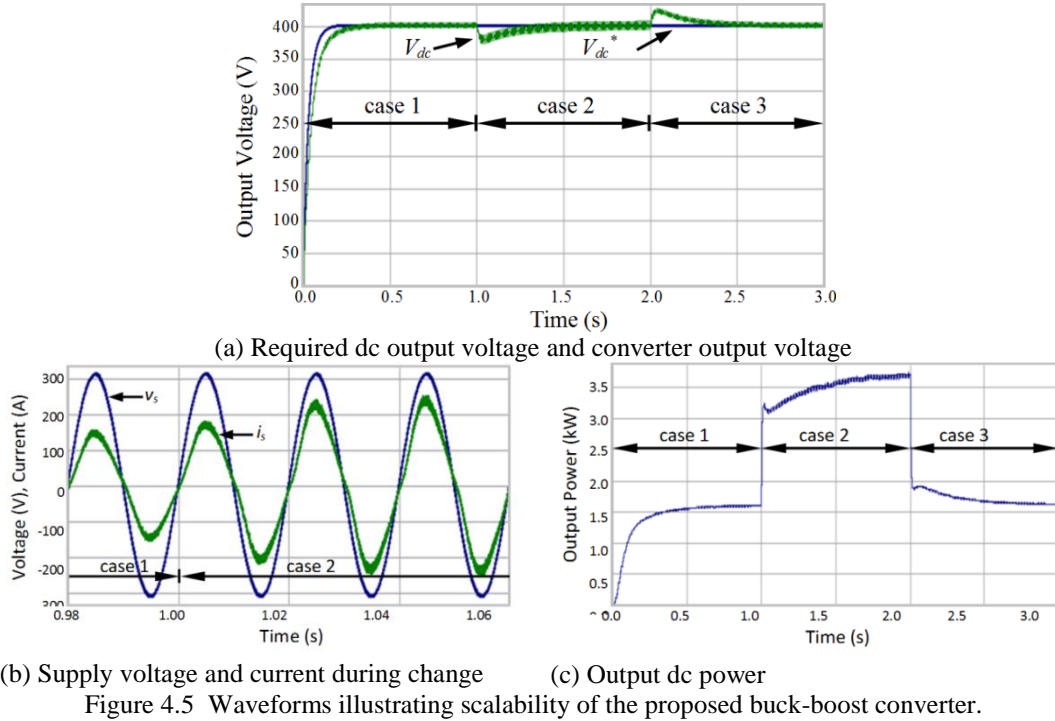 400
350
300
250
200
150
100
50
0
Output Voltage (V)
V_dc
V_dc*
case 1
case 2
case 3
0.0
0.5
1.0
1.5
2.0
2.5
3.0
Time (s)
(a) Required dc output voltage and converter output voltage
300
200
100
0
-100
-200
300
Voltage (V), Current (A)
v_s
i_s
case 1
case 2
0.98
1.00
1.02
1.04
1.06
Time (s)
3.5
3.0
2.5
2.0
1.5
1.0
0.5
Output Power (kW)
case 1
case 2
case 3
0.0
0.5
1.0
1.5
2.0
2.5
3.0
Time (s)
(b) Supply voltage and current during change
(c) Output dc power
Figure 4.5 Waveforms illustrating scalability of the proposed buck-boost converter.